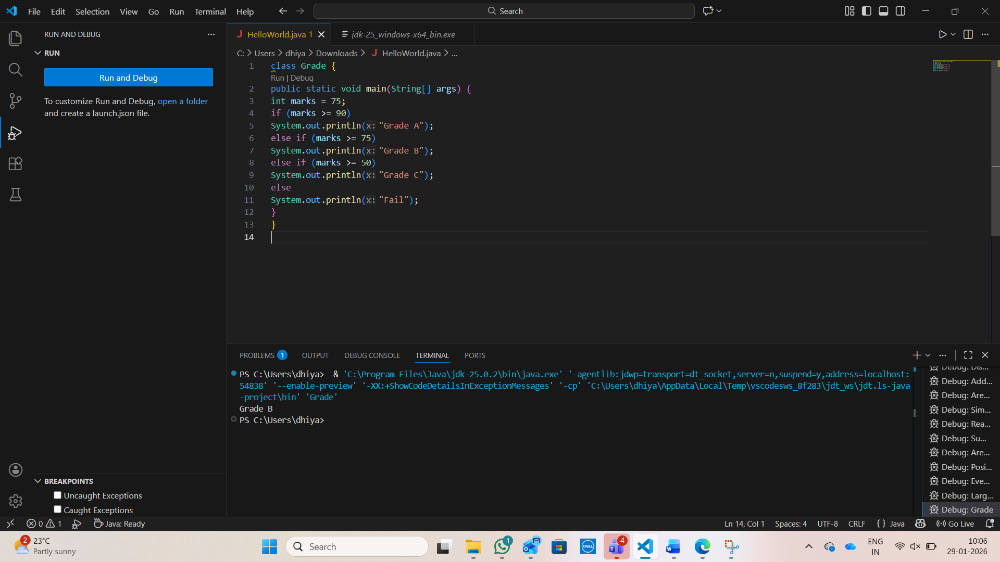 File Edit Selection View Go Run Terminal Help
Search
RUN AND DEBUG
RUN
Run and Debug
To customize Run and Debug, open a folder
and create a launch.json file.
HelloWorld.java 1
jdk-25_windows-x64_bin.exe
C: > Users > dhiya > Downloads > J HelloWorld.java > ...
1 class Grade {
Run | Debug
2 public static void main(String[] args) {
3 int marks = 75;
4 if (marks >= 90)
5 System.out.println(x: "Grade A");
6 else if (marks >= 75)
7 System.out.println(x: "Grade B");
8 else if (marks >= 50)
9 System.out.println(x: "Grade C");
10 else
11 System.out.println(x: "Fail");
12 }
13 }
14
PROBLEMS 1 OUTPUT DEBUG CONSOLE TERMINAL PORTS
PS C:\Users\dhiya>  & 'C:\Program Files\Java\jdk-25.0.2\bin\java.exe' '-agentlib:jdwp=transport=dt_socket,server=n,suspend=y,address=localhost:
54838' '--enable-preview' '-XX:+ShowCodeDetailsInExceptionMessages' '-cp' 'C:\Users\dhiya\AppData\Local\Temp\vscodesws_8f283\jdt_ws\jdt.ls-java
-project\bin' 'Grade'
Grade B
PS C:\Users\dhiya>
Debug: Dis...
Debug: Add...
Debug: Are...
Debug: Sim...
Debug: Rea...
Debug: Su...
Debug: Are...
Debug: Posi...
Debug: Eve...
Debug: Larg...
Debug: Grade
BREAKPOINTS
Uncaught Exceptions
Caught Exceptions
0 1 Java: Ready
Ln 14, Col 1 Spaces: 4 UTF-8 CRLF {} Java Go Live
2
23°C
Partly sunny
Search
1
DELL
4
ENG
IN
10:06
29-01-2026